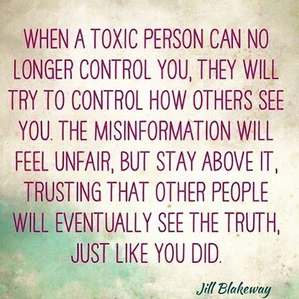 WHEN A TOXIC PERSON CAN NO
LONGER CONTROL YOU, THEY WILL
TRY TO CONTROL HOW OTHERS SEE
YOU. THE MISINFORMATION WILL
FEEL UNFAIR, BUT STAY ABOVE IT,
TRUSTING THAT OTHER PEOPLE
WILL EVENTUALLY SEE THE TRUTH,
JUST LIKE YOU DID.
Jill Blakeway